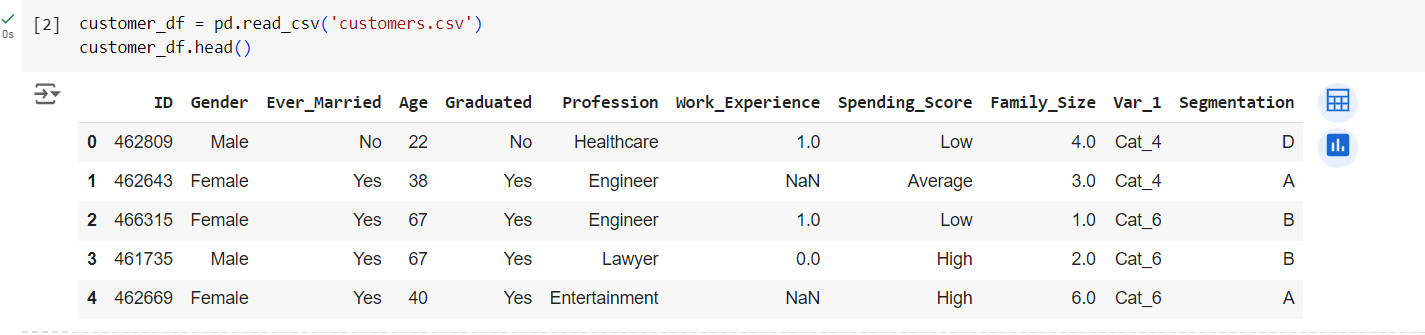 [2] customer_df = pd.read_csv('customers.csv')
0s
customer_df.head()
ID Gender Ever_Married Age Graduated Profession Work_Experience Spending_Score Family_Size Var_1 Segmentation
0 462809 Male No 22 No Healthcare 1.0 Low 4.0 Cat_4 D
1 462643 Female Yes 38 Yes Engineer NaN Average 3.0 Cat_4 A
2 466315 Female Yes 67 Yes Engineer 1.0 Low 1.0 Cat_6 B
3 461735 Male Yes 67 Yes Lawyer 0.0 High 2.0 Cat_6 B
4 462669 Female Yes 40 Yes Entertainment NaN High 6.0 Cat_6 A